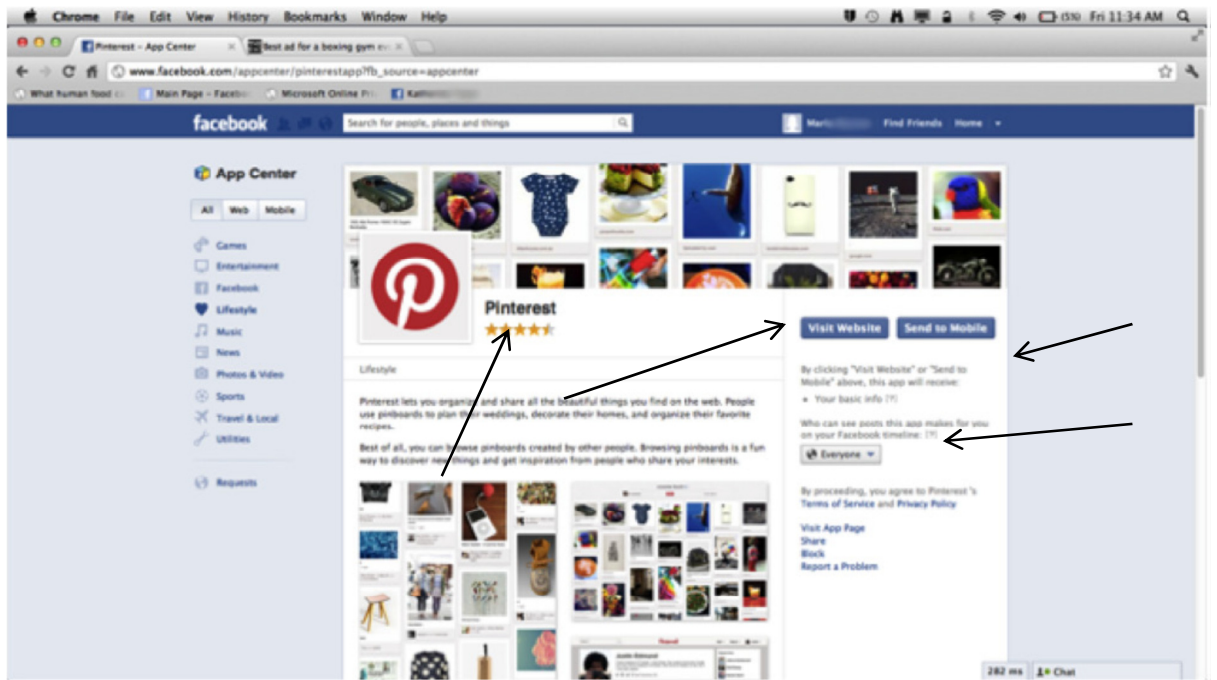 Chrome File Edit View History Bookmarks Window Help
Fri 11:34 AM
Pinterest – App Center
Best ad for a boxing gym
www.facebook.com/appcenter/pinterestapp?fb_source=appcenter
What human food
Main Page – Facebo
Microsoft Online
facebook
Search for people, places and things
Find Friends
Home
App Center
All
Web
Mobile
Games
Entertainment
Facebook
Lifestyle
Music
News
Photos & Video
Sports
Travel & Local
Utilities
Requests
Pinterest
Lifestyle
Pinterest lets you organize and share all the beautiful things you find on the web. People
use pinboards to plan their weddings, decorate their homes, and organize their favorite
recipes.
Best of all, you can browse pinboards created by other people. Browsing pinboards is a fun
way to discover new things and get inspiration from people who share your interests.
Visit Website
Send to Mobile
By clicking "Visit Website" or "Send to
Mobile" above, this app will receive:
• Your basic info [?]
Who can see posts this app makes for you
on your Facebook timeline: [?]
Everyone
By proceeding, you agree to Pinterest 's
Terms of Service and Privacy Policy
Visit App Page
Share
Block
Report a Problem
282 ms
Chat